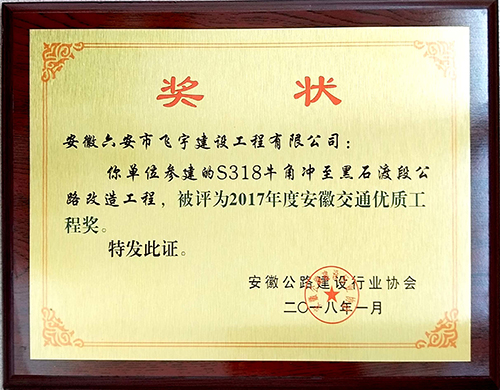 奖状
安徽六安市飞宇建设工程有限公司：
你单位参建的S318牛角冲至黑石渡段公
路改造工程，被评为2017年度安徽交通优质工
程奖。
特发此证。
安徽公路建设行业协会
二〇一八年一月